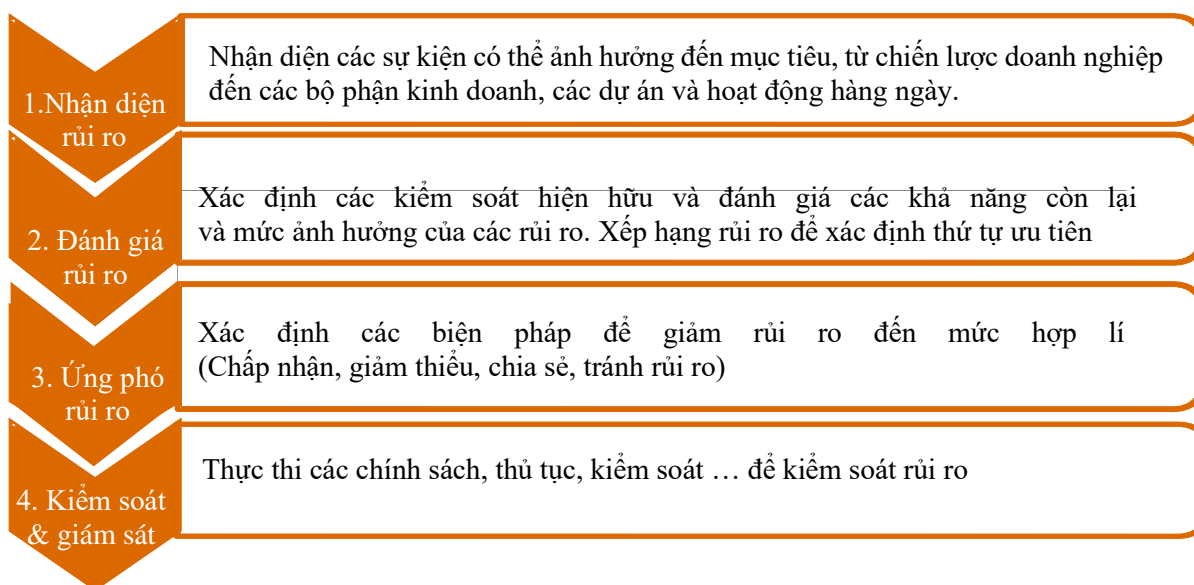 1.Nhận diện
rủi ro
Nhận diện các sự kiện có thể ảnh hưởng đến mục tiêu, từ chiến lược doanh nghiệp
đến các bộ phận kinh doanh, các dự án và hoạt động hàng ngày.
2. Đánh giá
rủi ro
Xác định các kiểm soát hiện hữu và đánh giá các khả năng còn lại
và mức ảnh hưởng của các rủi ro. Xếp hạng rủi ro để xác định thứ tự ưu tiên
3. Ứng phó
rủi ro
Xác định các biện pháp để giảm rủi ro đến mức hợp lí
(Chấp nhận, giảm thiểu, chia sẻ, tránh rủi ro)
4. Kiểm soát
& giám sát
Thực thi các chính sách, thủ tục, kiểm soát … để kiểm soát rủi ro